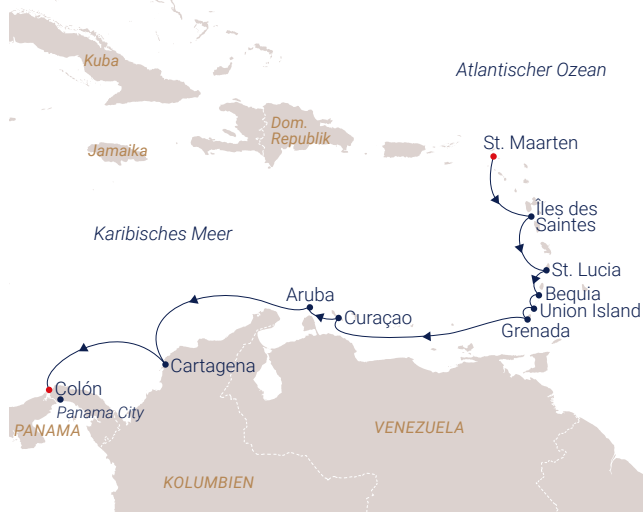 Kuba
Atlantischer Ozean
Dom.
Republik
Jamaika
St. Maarten
Îles des
Saintes
Karibisches Meer
St. Lucia
Aruba
Bequia
Curaçao
Union Island
Grenada
Cartagena
Colón
Panama City
PANAMA
VENEZUELA
KOLUMBIEN